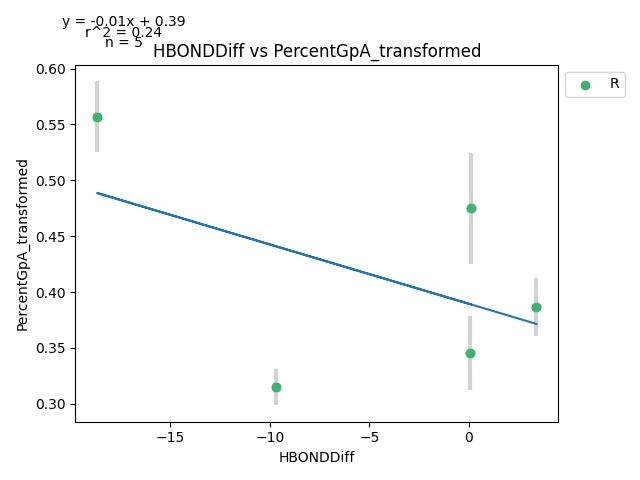 y = -0.01x + 0.39
r^2 = 0.24
n = 5
HBONDDiff vs PercentGpA_transformed
R
0.60
0.55
0.50
0.45
0.40
0.35
0.30
PercentGpA_transformed
−15
−10
−5
0
HBONDDiff